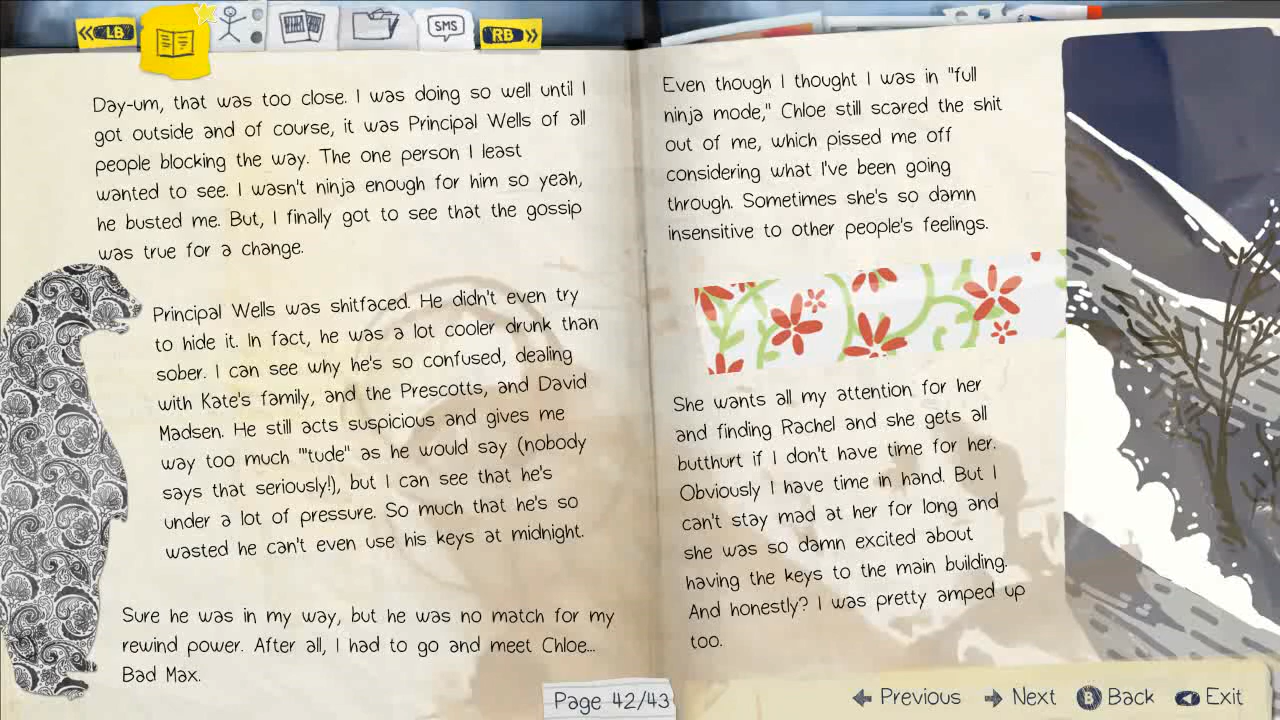 LB
SMS
RB
Day-um, that was too close. I was doing so well until I
got outside and of course, it was Principal Wells of all
people blocking the way. The one person I least
wanted to see. I wasn't ninja enough for him so yeah,
he busted me. But, I finally got to see that the gossip
was true for a change.
Principal Wells was shitfaced. He didn't even try
to hide it. In fact, he was a lot cooler drunk than
sober. I can see why he's so confused, dealing
with Kate's family, and the Prescotts, and David
Madsen. He still acts suspicious and gives me
way too much "'tude" as he would say (nobody
says that seriously!), but I can see that he's
under a lot of pressure. So much that he's so
wasted he can't even use his keys at midnight.
Sure he was in my way, but he was no match for my
rewind power. After all, I had to go and meet Chloe...
Bad Max.
Even though I thought I was in "full
ninja mode," Chloe still scared the shit
out of me, which pissed me off
considering what I've been going
through. Sometimes she's so damn
insensitive to other people's feelings.
She wants all my attention for her
and finding Rachel and she gets all
butthurt if I don't have time for her.
Obviously I have time in hand. But I
can't stay mad at her for long and
she was so damn excited about
having the keys to the main building.
And honestly? I was pretty amped up
too.
Page 42/43
Previous Next B Back Exit